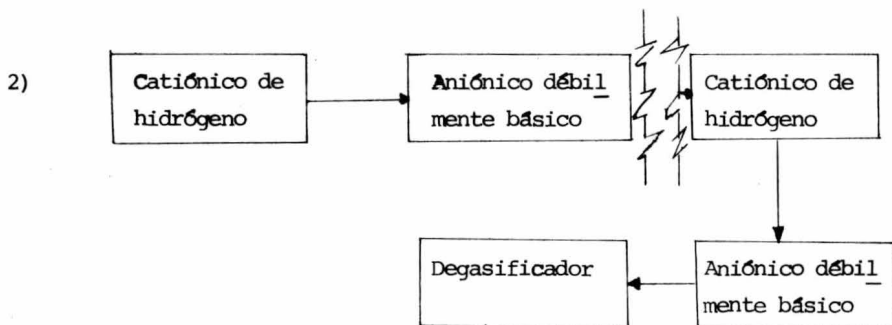 2)
Catiónico de
hidrógeno
Aniónico débil
mente básico
Catiónico de
hidrógeno
Degasificador
Aniónico débil
mente básico